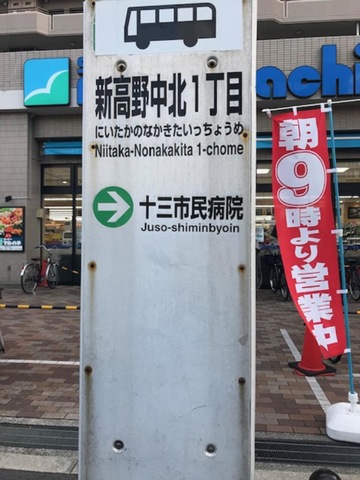 新高野中北1丁目
にいたかのなかきたいっちょうめ
Niitaka-Nonakakita 1-chome
十三市民病院
Juso-shiminbyoin
achi
朝9時より営業中